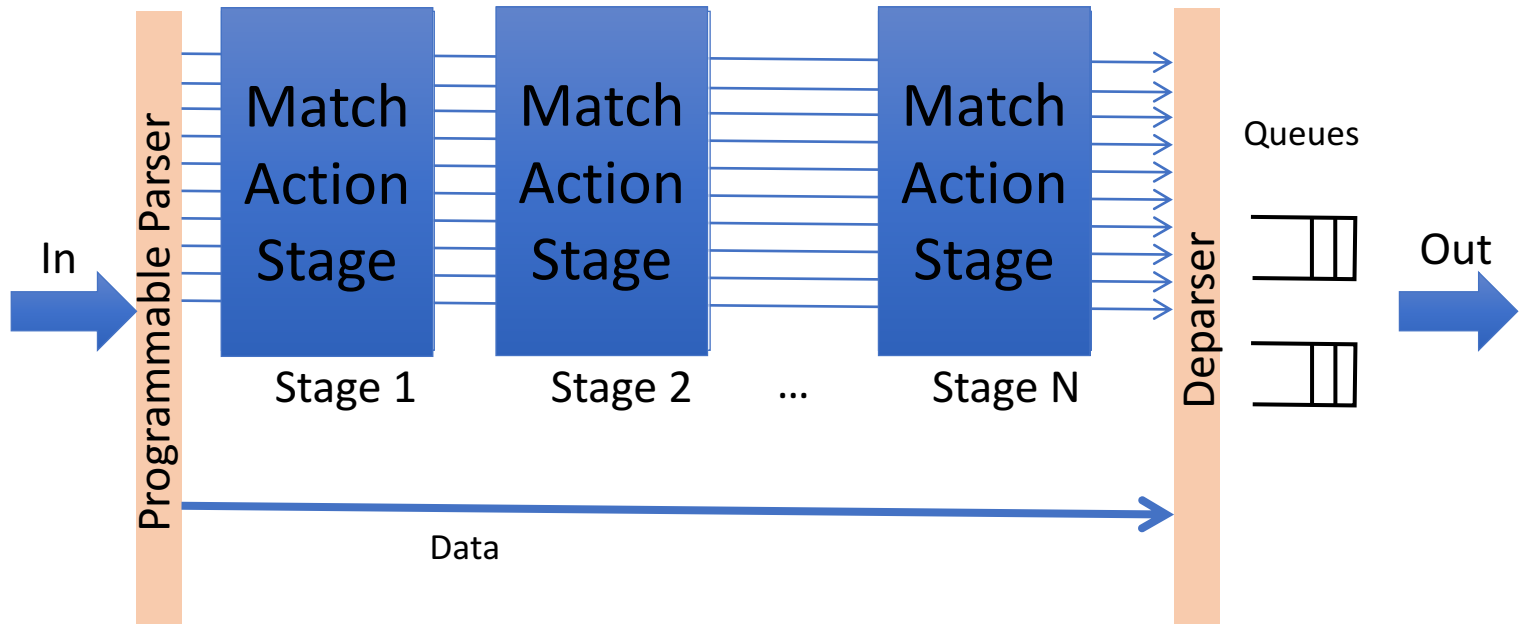 In
Programmable Parser
Match
Action
Stage
Stage 1
Match
Action
Stage
Stage 2
...
Match
Action
Stage
Stage N
Data
Deparser
Queues
Out